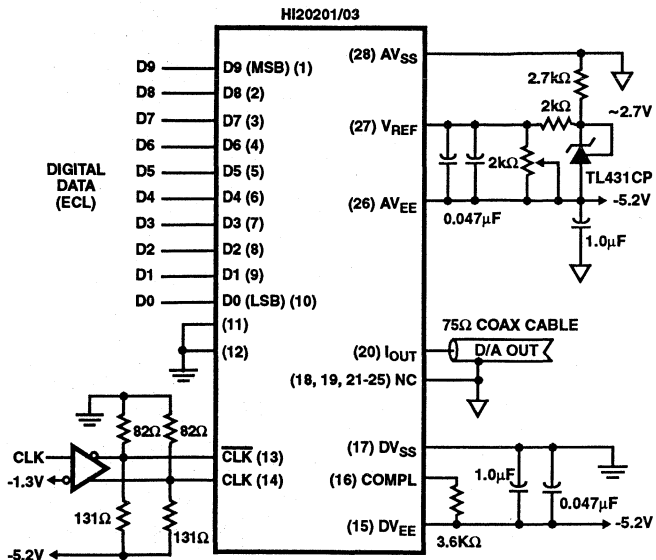 HI20201/03
D9 D9 (MSB) (1)
D8 D8 (2)
D7 D7 (3)
D6 D6 (4)
D5 D5 (5)
D4 D4 (6)
D3 D3 (7)
D2 D2 (8)
D1 D1 (9)
D0 D0 (LSB) (10)
DIGITAL
DATA
(ECL)
(11)
(12)
82Ω 82Ω
CLK
-1.3V
CLK (13)
CLK (14)
131Ω 131Ω
-5.2V
(28) AVSS
2.7kΩ
2kΩ
~2.7V
(27) VREF
2kΩ
TL431CP
(26) AVEE
-5.2V
0.047µF
1.0µF
75Ω COAX CABLE
(20) IOUT
D/A OUT
(18, 19, 21-25) NC
(17) DVSS
(16) COMPL
1.0µF
0.047µF
(15) DVEE
-5.2V
3.6KΩ